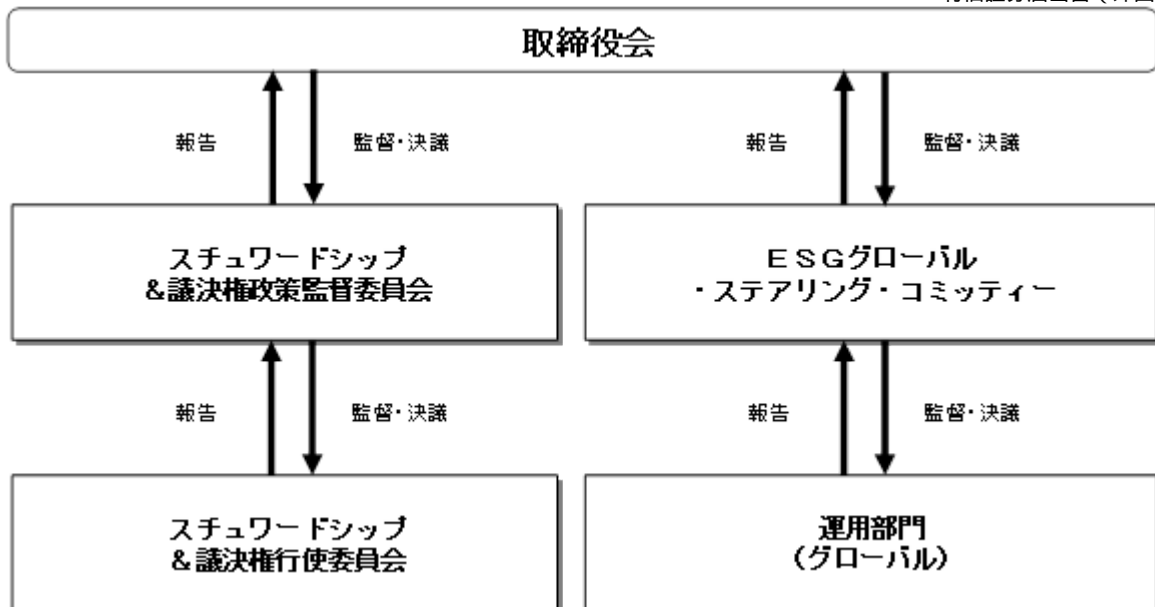 取締役会
報告
監督・決議
報告
監督・決議
スチュワードシップ
&議決権政策監督委員会
ESGグローバル
・ステアリング・コミッティー
報告
監督・決議
報告
監督・決議
スチュワードシップ
&議決権行使委員会
運用部門
(グローバル)